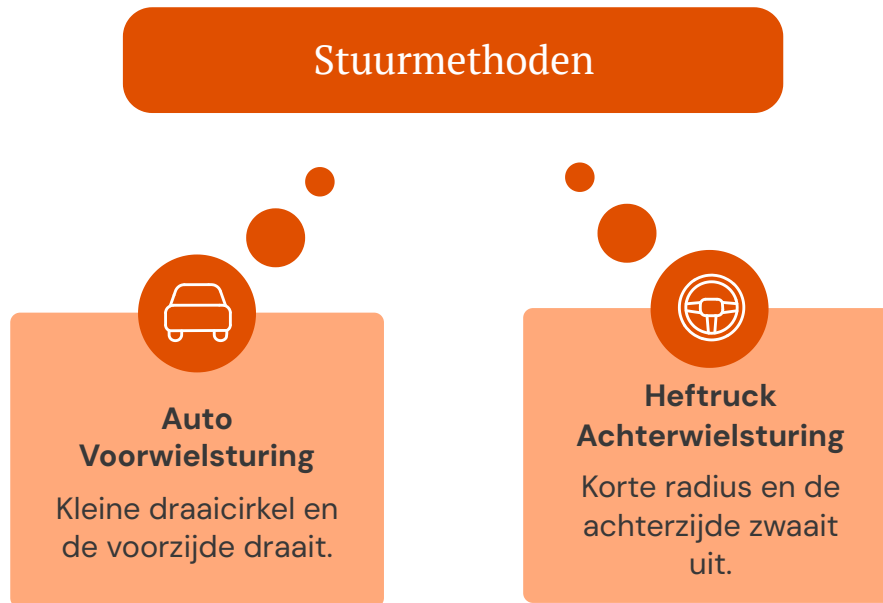 Stuurmethoden
Auto
Voorwielsturing
Kleine draaicirkel en
de voorzijde draait.
Heftruck
Achterwielsturing
Korte radius en de
achterzijde zwaait
uit.